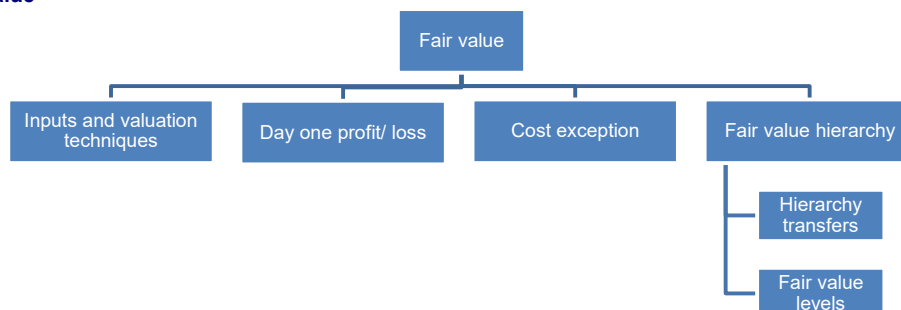 Fair value
Inputs and valuation
techniques
Day one profit/ loss
Cost exception
Fair value hierarchy
Hierarchy
transfers
Fair value
levels